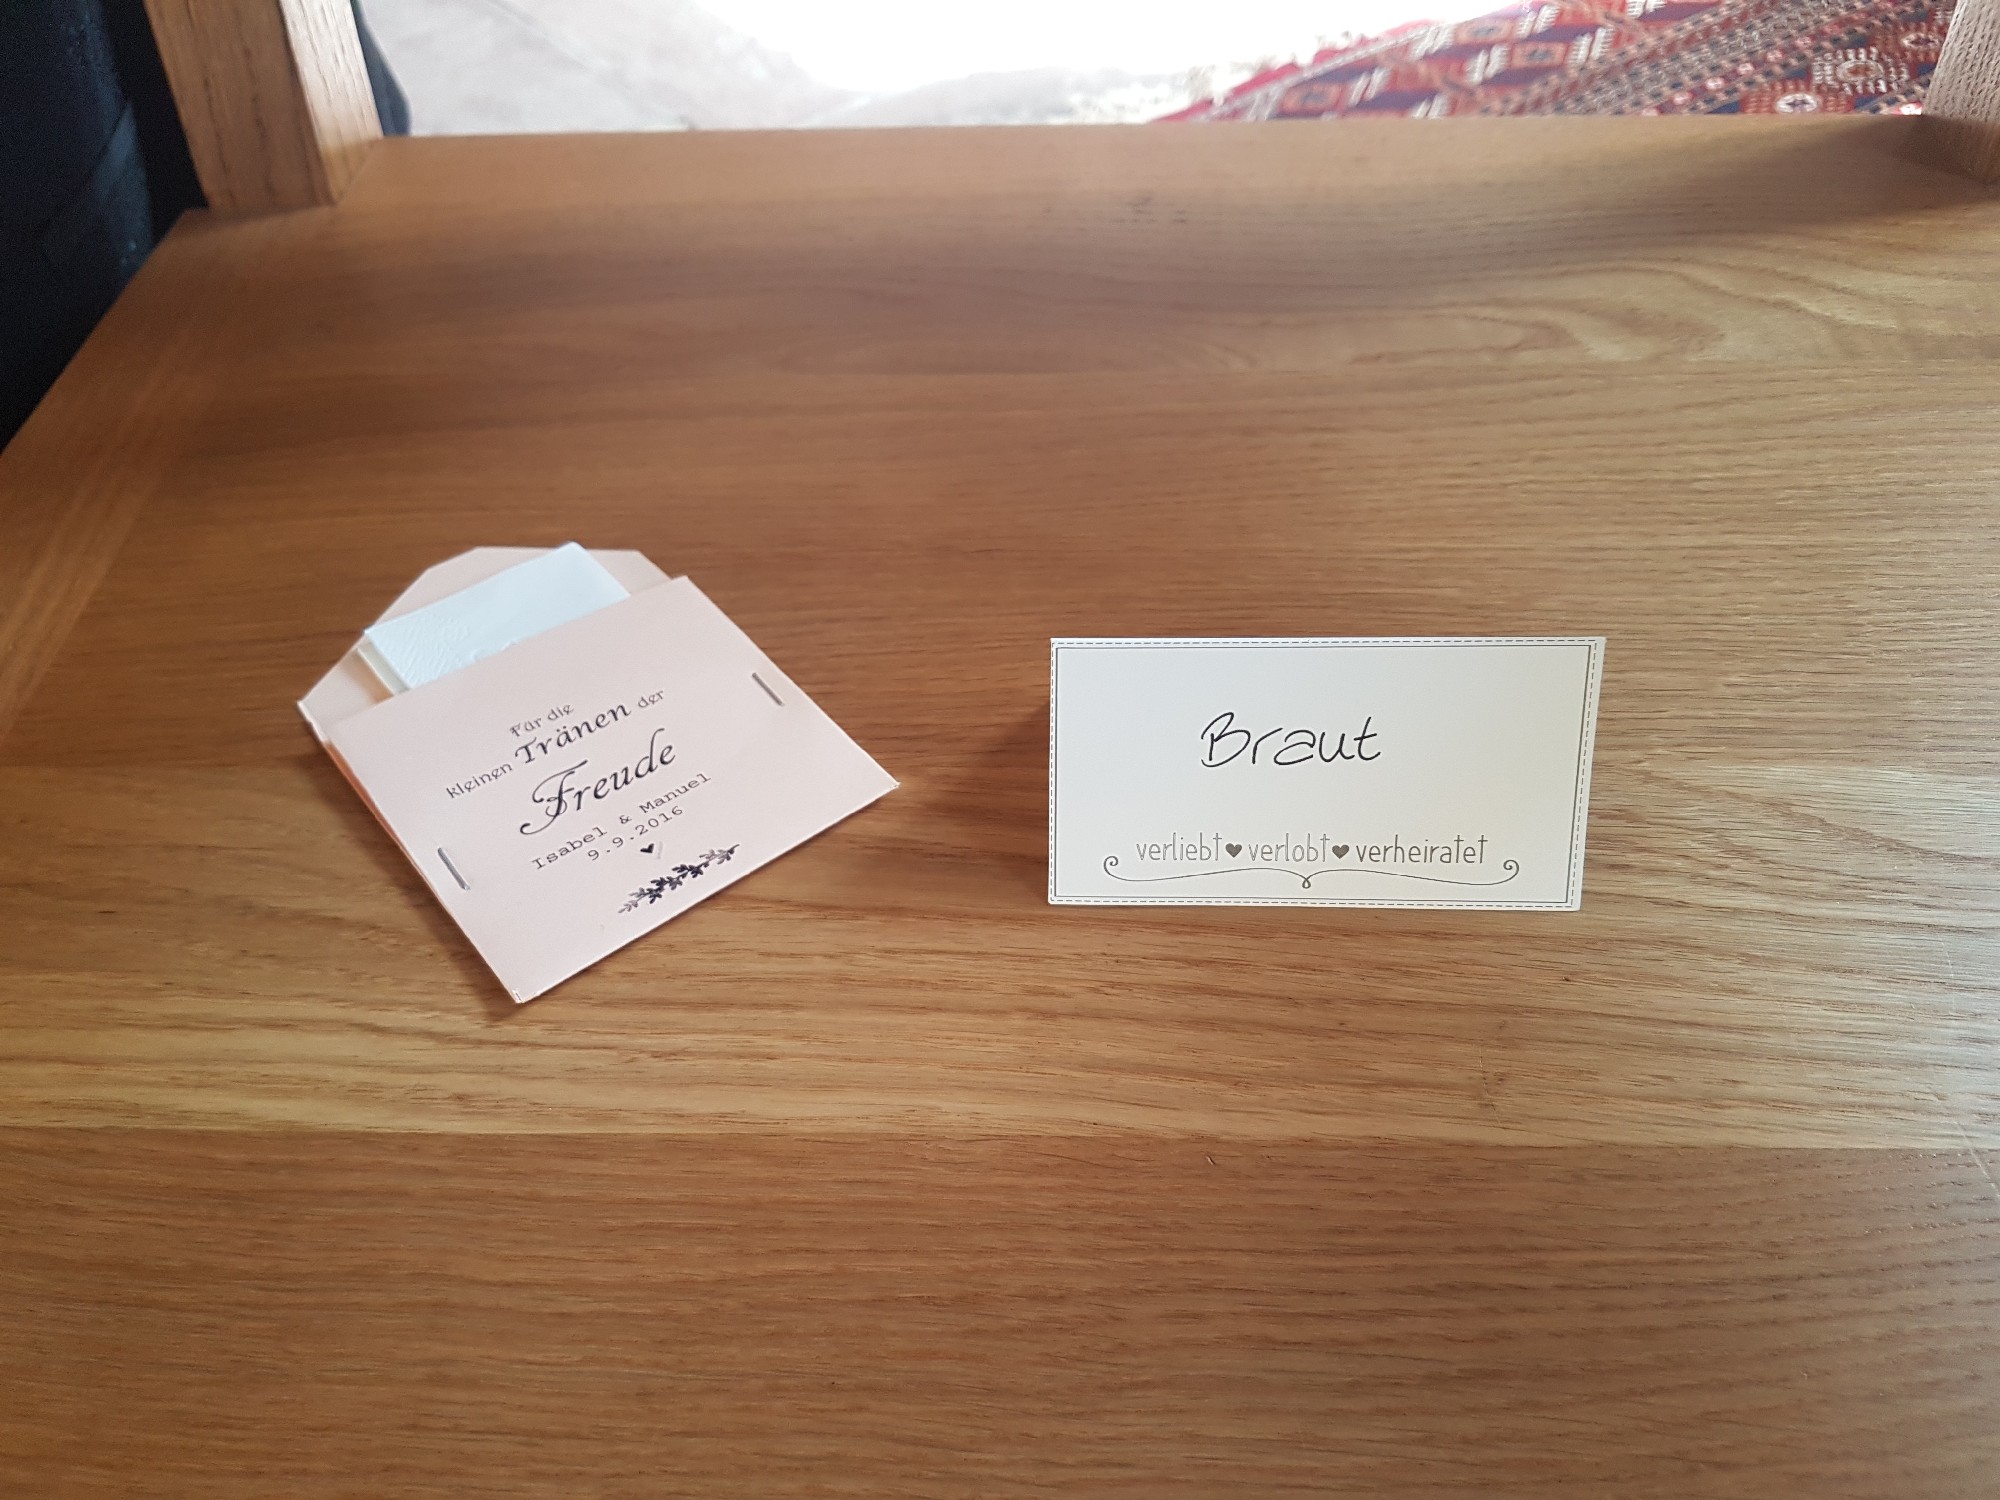 Für die
kleinen Tränen der
Freude
Isabel & Manuel
9.9.2016
Braut
verliebt♥verlobt♥verheiratet